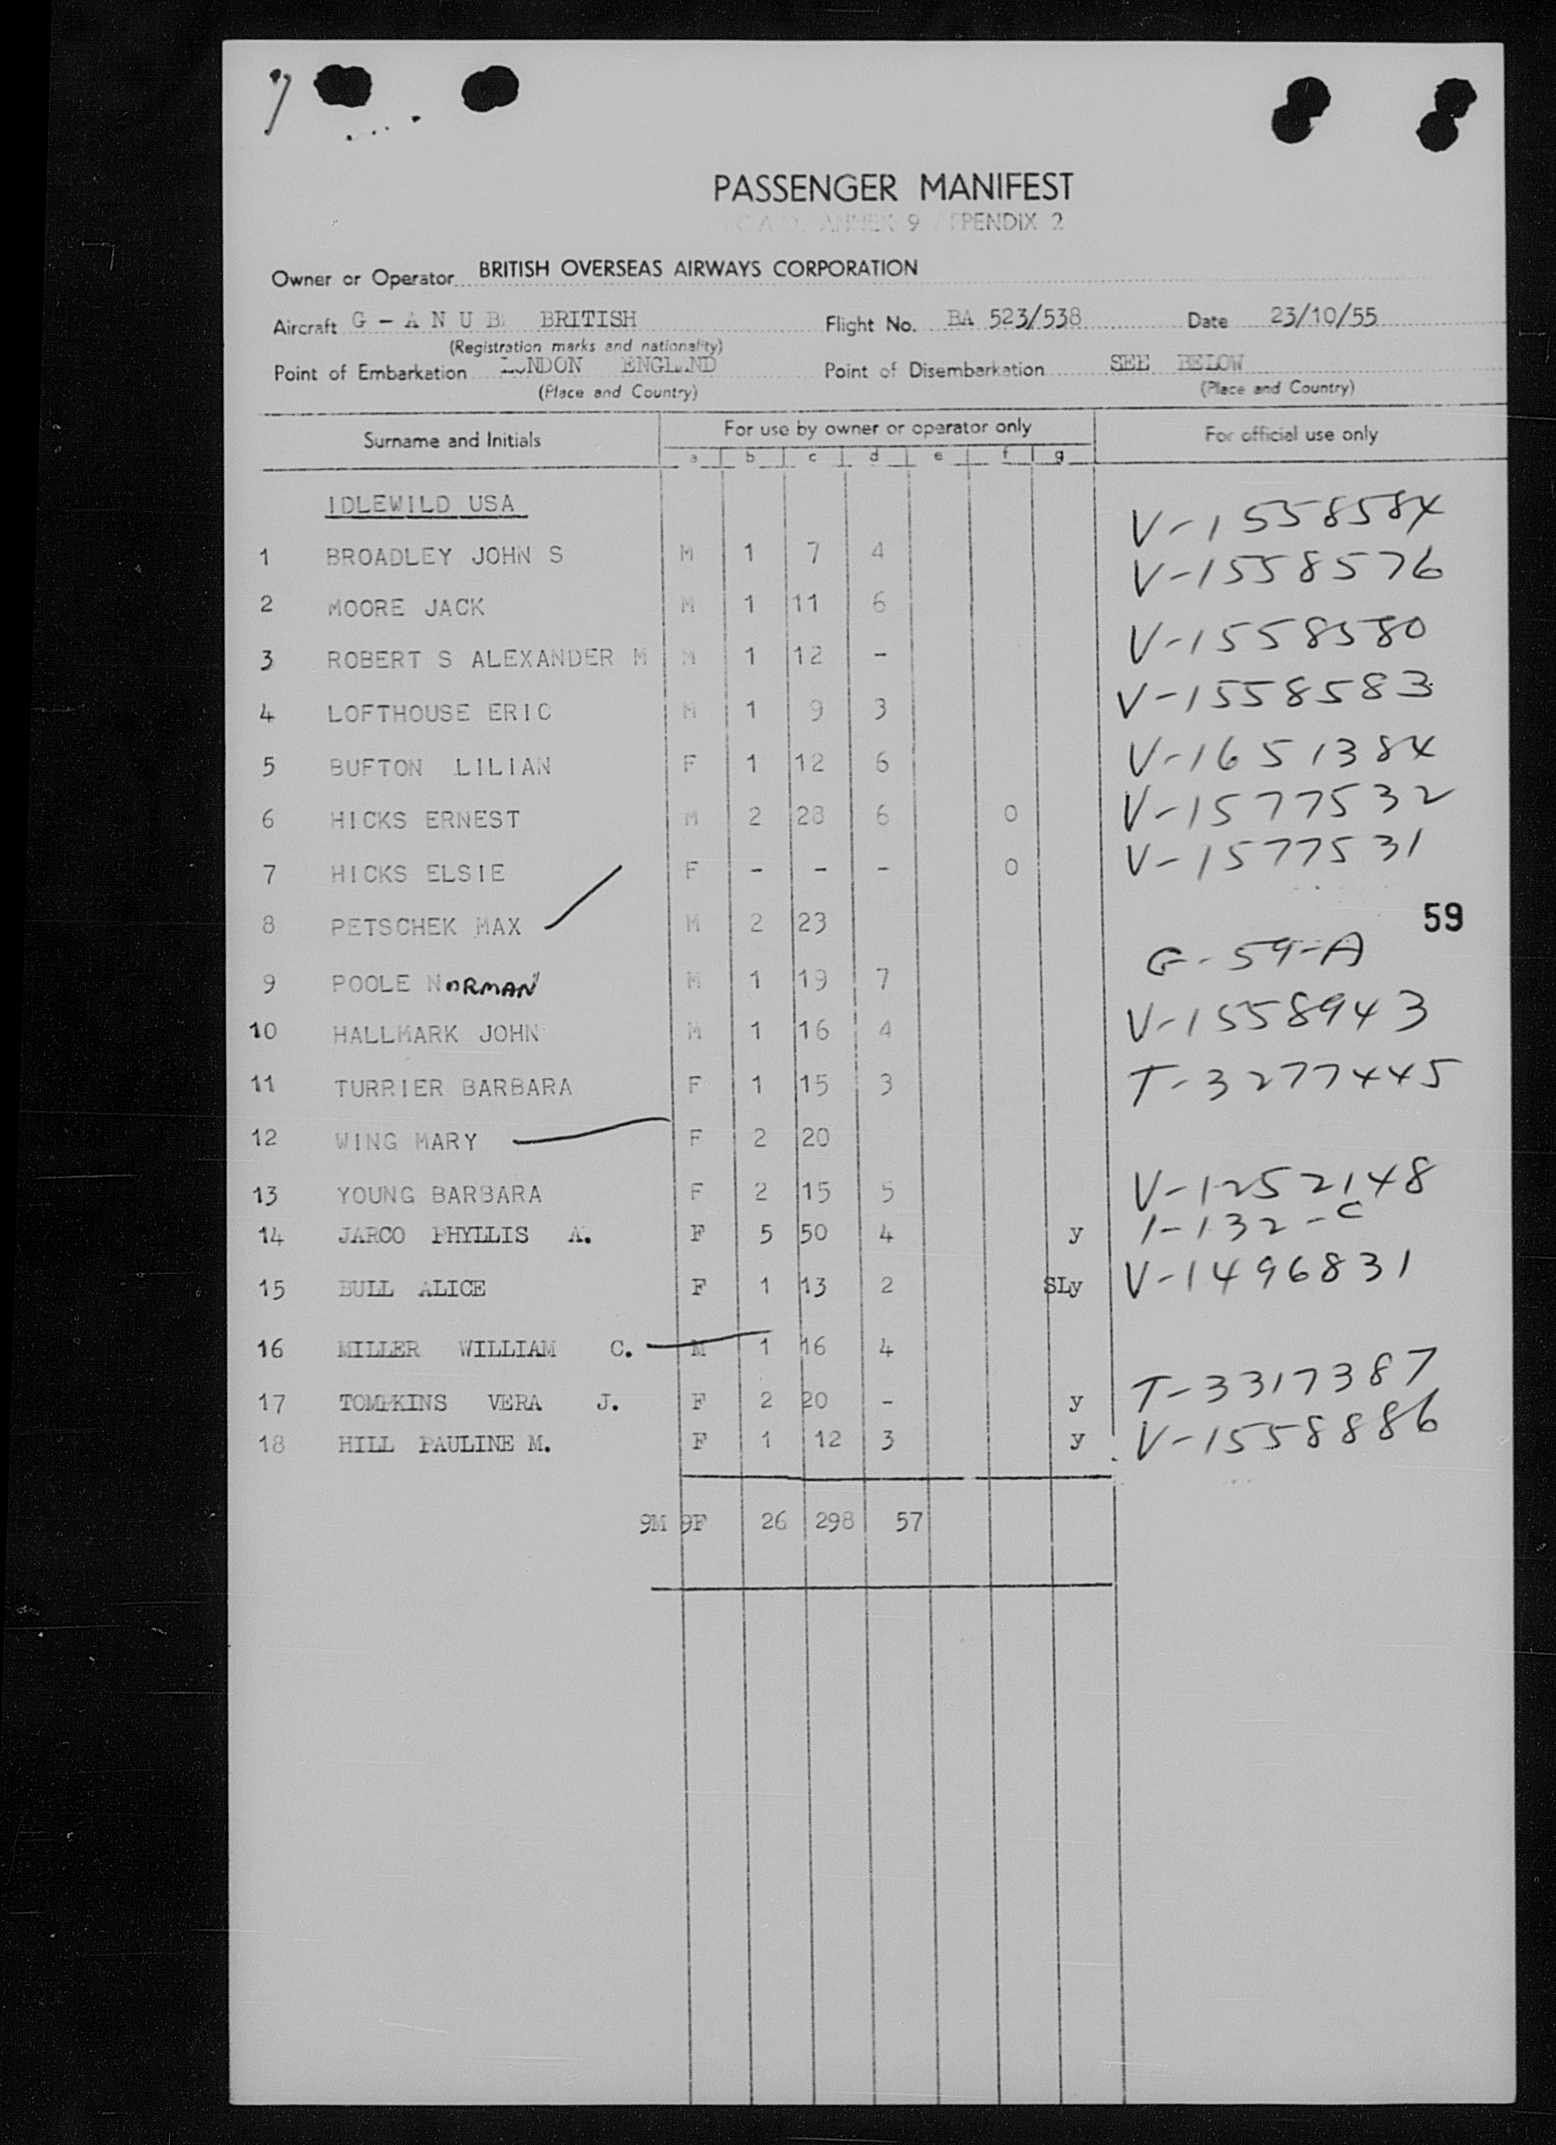 PASSENGER MANIFEST
ANNEX 9 APPENDIX 2
Owner or Operator BRITISH OVERSEAS AIRWAYS CORPORATION
Aircraft G - A N U B BRITISH Flight No. BA 523/538 Date 23/10/55
(Registration marks and nationality)
Point of Embarkation LONDON ENGLAND Point of Disembarkation SEE BELOW
(Place and Country) (Place and Country)
Surname and Initials For use by owner or operator only For official use only
a b c d e f g
IDLEWILD USA V-1558584
1 BROADLEY JOHN S M 1 7 4 V-1558576
2 MOORE JACK M 1 11 6 V-1558580
3 ROBERT S ALEXANDER M M 1 12 - V-1558583
4 LOFTHOUSE ERIC M 1 9 3
5 BUFTON LILIAN F 1 12 6 V-1651384
6 HICKS ERNEST M 2 28 6 O V-1577532
7 HICKS ELSIE F - - - O V-1577531
8 PETSCHEK MAX M 2 23 59
G-59-A
9 POOLE NORMAN M 1 19 7
10 HALLMARK JOHN M 1 16 4 V-1558943
11 TURRIER BARBARA F 1 15 3 T-3277445
12 WING MARY F 2 20
13 YOUNG BARBARA F 2 15 5 V-1252148
14 JARCO PHYLLIS A. F 5 50 4 y 1-132-C
15 BULL ALICE F 1 13 2 SLy V-1496831
16 MILLER WILLIAM C. M 1 16 4
17 TOMPKINS VERA J. F 2 20 - y T-3317387
18 HILL PAULINE M. F 1 12 3 y V-1558886
9M 9F 26 298 57